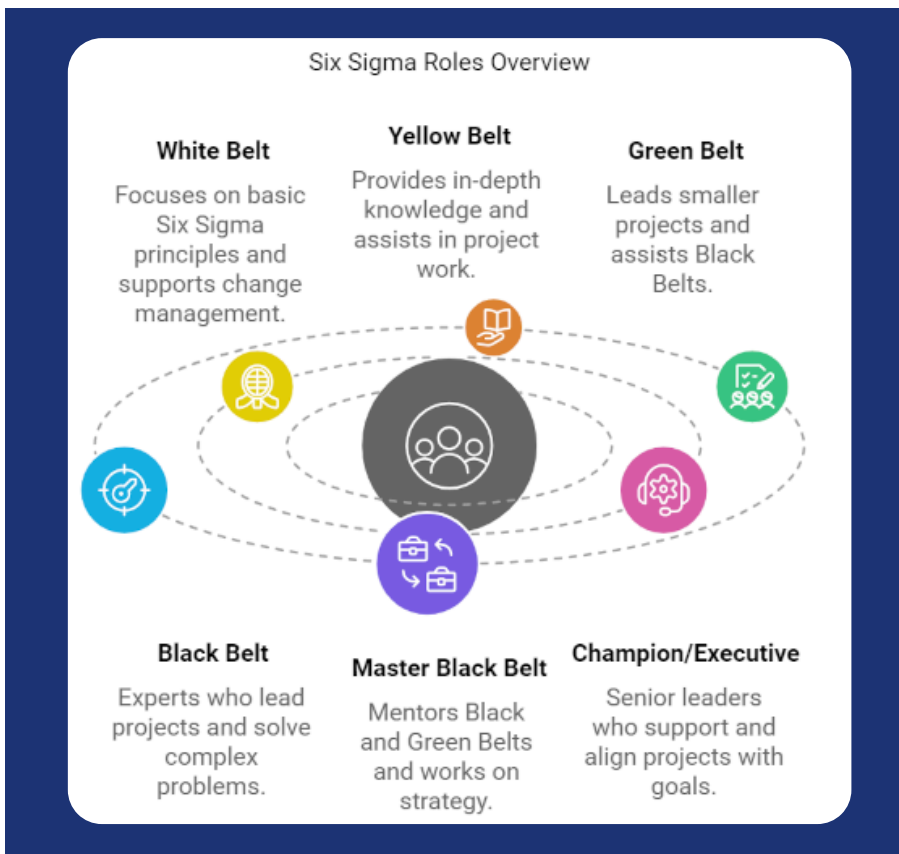 Six Sigma Roles Overview
White Belt
Focuses on basic
Six Sigma
principles and
supports change
management.
Yellow Belt
Provides in-depth
knowledge and
assists in project
work.
Green Belt
Leads smaller
projects and
assists Black
Belts.
Black Belt
Experts who lead
projects and solve
complex
problems.
Master Black Belt
Mentors Black
and Green Belts
and works on
strategy.
Champion/Executive
Senior leaders
who support and
align projects with
goals.